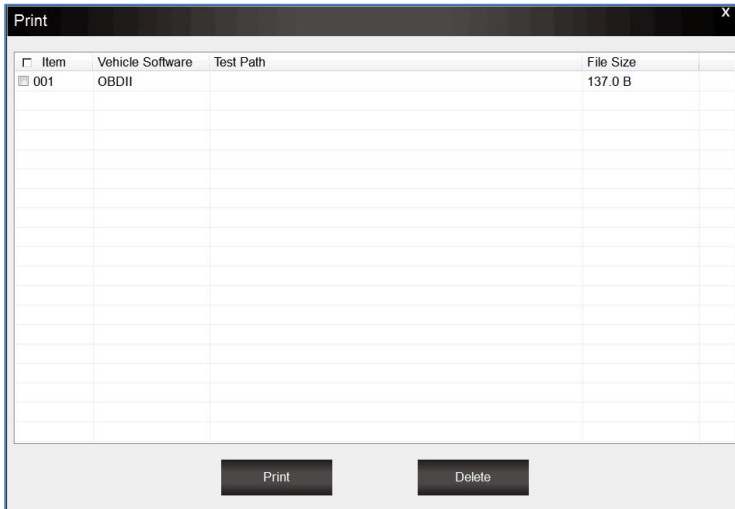 Print X
Item Vehicle Software Test Path File Size
001 OBDII 137.0 B
Print Delete